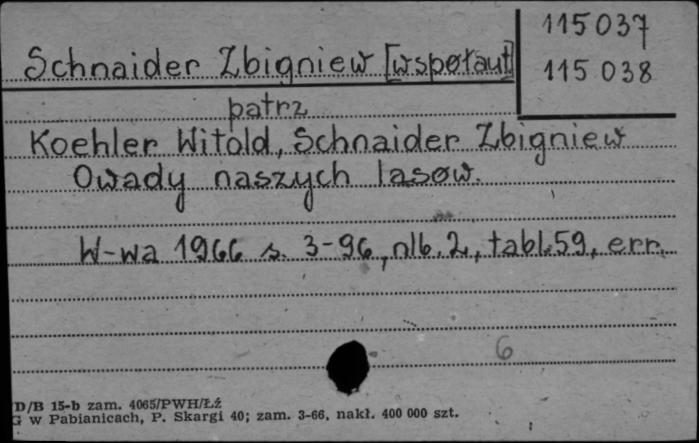 115 037
Schnaider Zbigniew [współaut]
115 038
patrz
Koehler Witold, Schnaider Zbigniew
Owady naszych lasów.
W-wa 1966 s. 3-96, nlb. 2, tabl. 59, err.
6
D/B 15-b zam. 4065/PWH/Łź
G w Pabianicach, P. Skargi 40; zam. 3-66, nakł. 400 000 szt.